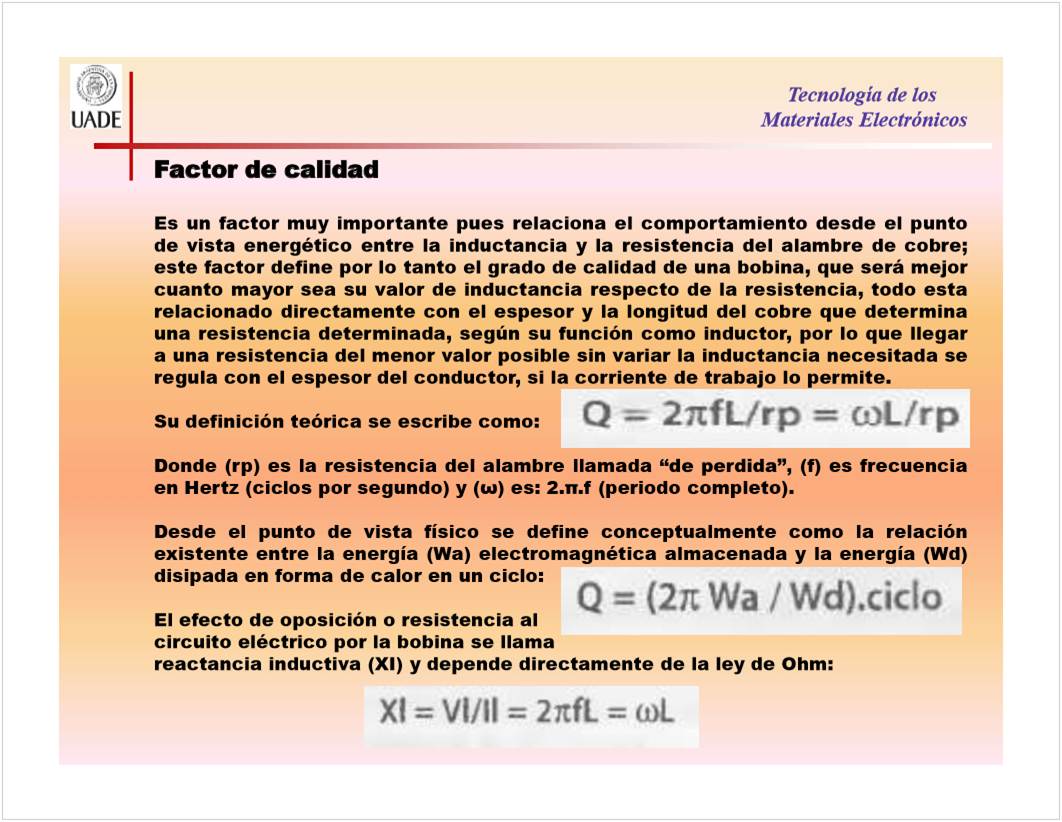 UADE
Tecnología de los
Materiales Electrónicos
Factor de calidad
Es un factor muy importante pues relaciona el comportamiento desde el punto
de vista energético entre la inductancia y la resistencia del alambre de cobre;
este factor define por lo tanto el grado de calidad de una bobina, que será mejor
cuanto mayor sea su valor de inductancia respecto de la resistencia, todo esta
relacionado directamente con el espesor y la longitud del cobre que determina
una resistencia determinada, según su función como inductor, por lo que llegar
a una resistencia del menor valor posible sin variar la inductancia necesitada se
regula con el espesor del conductor, si la corriente de trabajo lo permite.
Su definición teórica se escribe como:
Q = 2πfL/rp = ωL/rp
Donde (rp) es la resistencia del alambre llamada “de perdida”, (f) es frecuencia
en Hertz (ciclos por segundo) y (ω) es: 2.π.f (periodo completo).
Desde el punto de vista físico se define conceptualmente como la relación
existente entre la energía (Wa) electromagnética almacenada y la energía (Wd)
disipada en forma de calor en un ciclo:
Q = (2π Wa / Wd).ciclo
El efecto de oposición o resistencia al
circuito eléctrico por la bobina se llama
reactancia inductiva (Xl) y depende directamente de la ley de Ohm:
Xl = Vl/Il = 2πfL = ωL